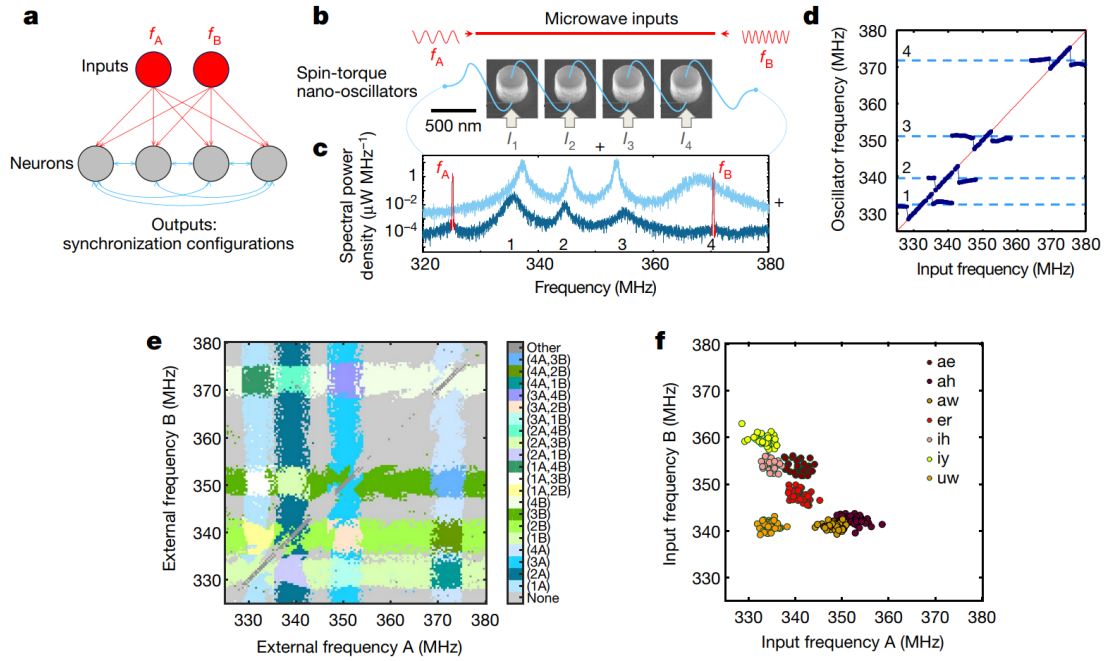 a
f_A
f_B
Inputs
Neurons
Outputs:
synchronization configurations
b
Microwave inputs
f_A
f_B
Spin-torque
nano-oscillators
500 nm
I_1
I_2
I_3
I_4
+
c
Spectral power
density (μW MHz⁻¹)
1
10⁻²
10⁻⁴
f_A
f_B
1
2
3
4
+
320
340
360
380
Frequency (MHz)
d
Oscillator frequency (MHz)
380
370
360
350
340
330
4
3
2
1
330 340 350 360 370 380
Input frequency (MHz)
e
External frequency B (MHz)
380
370
360
350
340
330
330 340 350 360 370 380
External frequency A (MHz)
Other
(4A,3B)
(4A,2B)
(4A,1B)
(3A,4B)
(3A,2B)
(3A,1B)
(2A,4B)
(2A,3B)
(2A,1B)
(1A,4B)
(1A,3B)
(1A,2B)
(4B)
(3B)
(2B)
(1B)
(4A)
(3A)
(2A)
(1A)
None
f
Input frequency B (MHz)
380
370
360
350
340
330
330 340 350 360 370 380
Input frequency A (MHz)
ae
ah
aw
er
ih
iy
uw